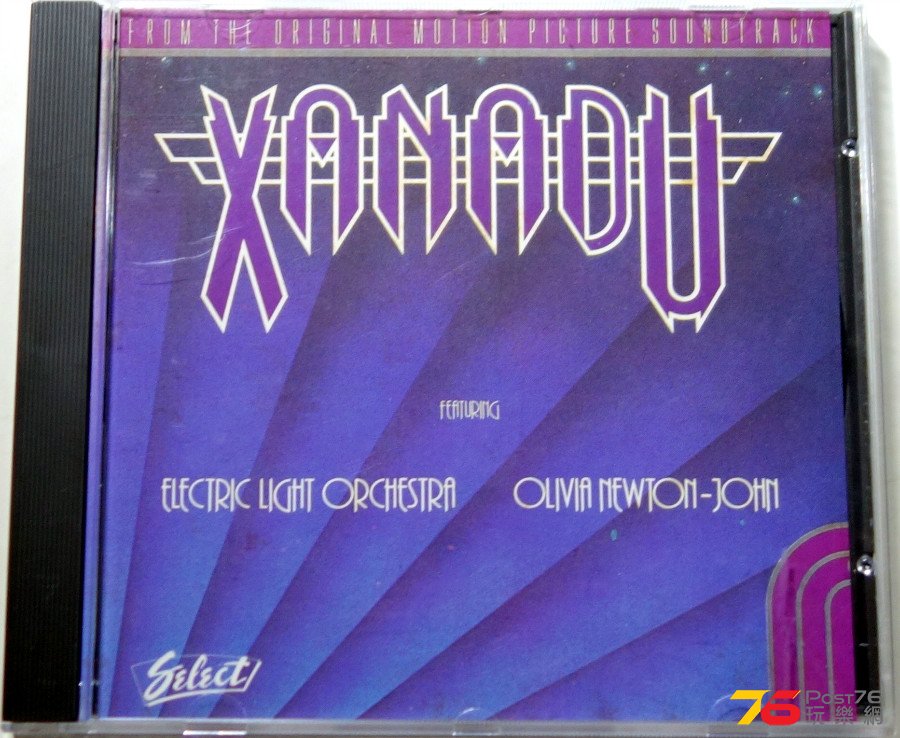 FROM THE ORIGINAL MOTION PICTURE SOUNDTRACK
XANADU
FEATURING
ELECTRIC LIGHT ORCHESTRA OLIVIA NEWTON-JOHN
Select
76 Post76
玩樂網